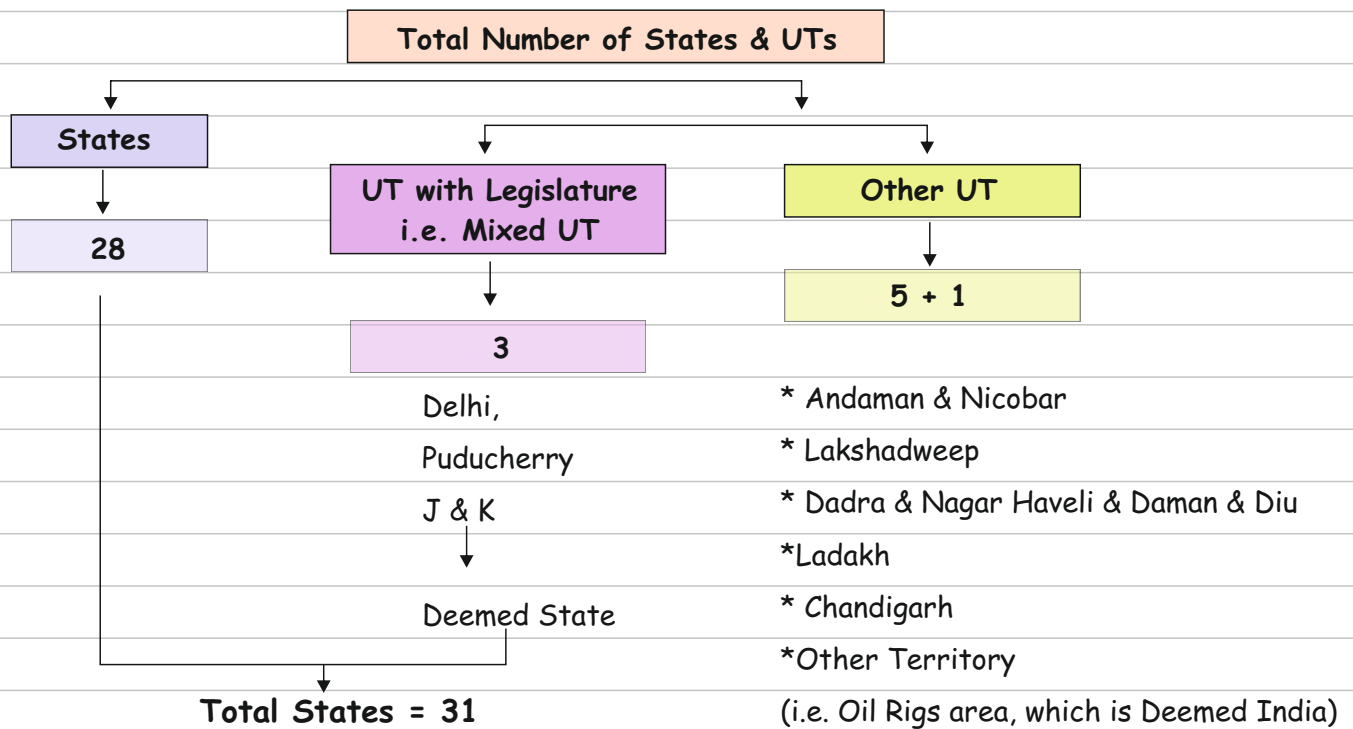 Total Number of States & UTs
States
28
UT with Legislature
i.e. Mixed UT
3
Delhi,
Puducherry
J & K
Deemed State
Total States = 31
Other UT
5 + 1
* Andaman & Nicobar
* Lakshadweep
* Dadra & Nagar Haveli & Daman & Diu
*Ladakh
* Chandigarh
*Other Territory
(i.e. Oil Rigs area, which is Deemed India)